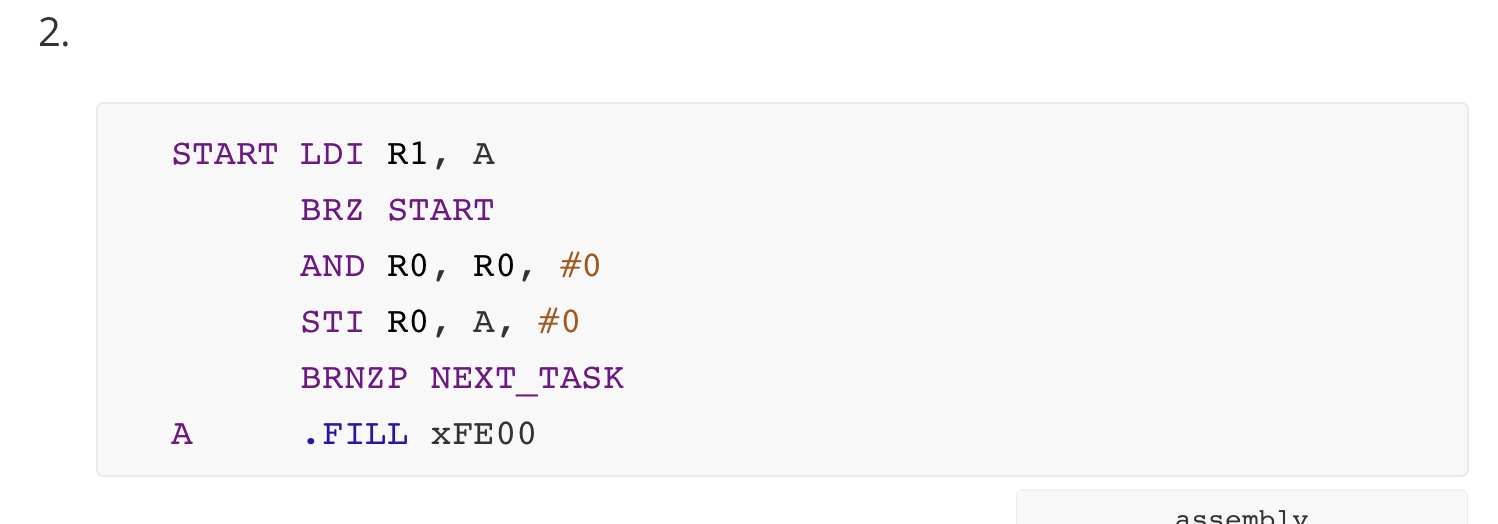 2.
START LDI R1, A
BRZ START
AND R0, R0, #0
STI R0, A, #0
BRNZP NEXT_TASK
A .FILL xFE00
assembly